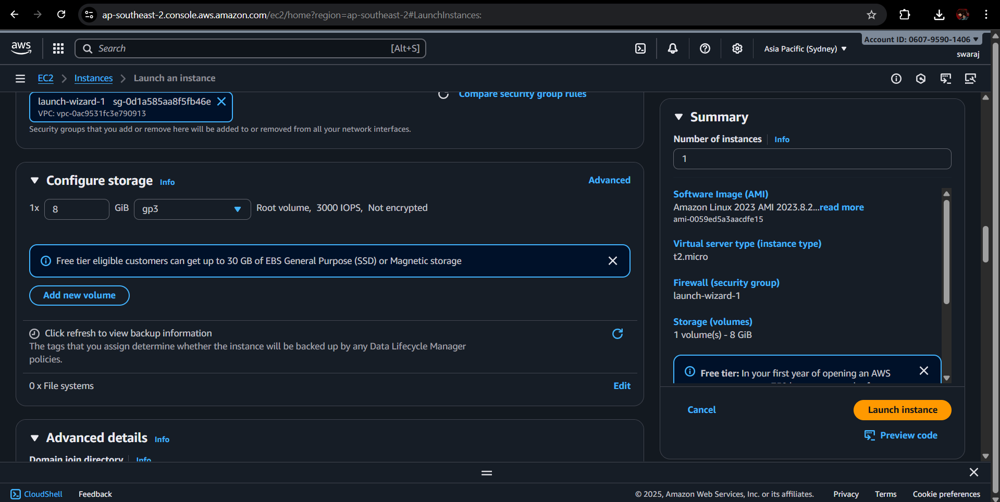 ap-southeast-2.console.aws.amazon.com/ec2/home?region=ap-southeast-2#LaunchInstances:
aws
Search
[Alt+S]
Asia Pacific (Sydney)
Account ID: 0607-9590-1406
swaraj
EC2
Instances
Launch an instance
launch-wizard-1 sg-0d1a585aa8f5fb46e
VPC: vpc-0ac9531fc3e790913
Compare security group rules
Security groups that you add or remove here will be added to or removed from all your network interfaces.
Configure storage Info
Advanced
1x 8 GiB gp3 Root volume, 3000 IOPS, Not encrypted
Free tier eligible customers can get up to 30 GB of EBS General Purpose (SSD) or Magnetic storage
Add new volume
Click refresh to view backup information
The tags that you assign determine whether the instance will be backed up by any Data Lifecycle Manager
policies.
0 x File systems
Edit
Advanced details Info
Domain join directory Info
Summary
Number of instances Info
1
Software Image (AMI)
Amazon Linux 2023 AMI 2023.8.2...read more
ami-0059ed5a3aacdfe15
Virtual server type (instance type)
t2.micro
Firewall (security group)
launch-wizard-1
Storage (volumes)
1 volume(s) - 8 GiB
Free tier: In your first year of opening an AWS
Cancel
Launch instance
Preview code
CloudShell
Feedback
© 2025, Amazon Web Services, Inc. or its affiliates.
Privacy
Terms
Cookie preferences